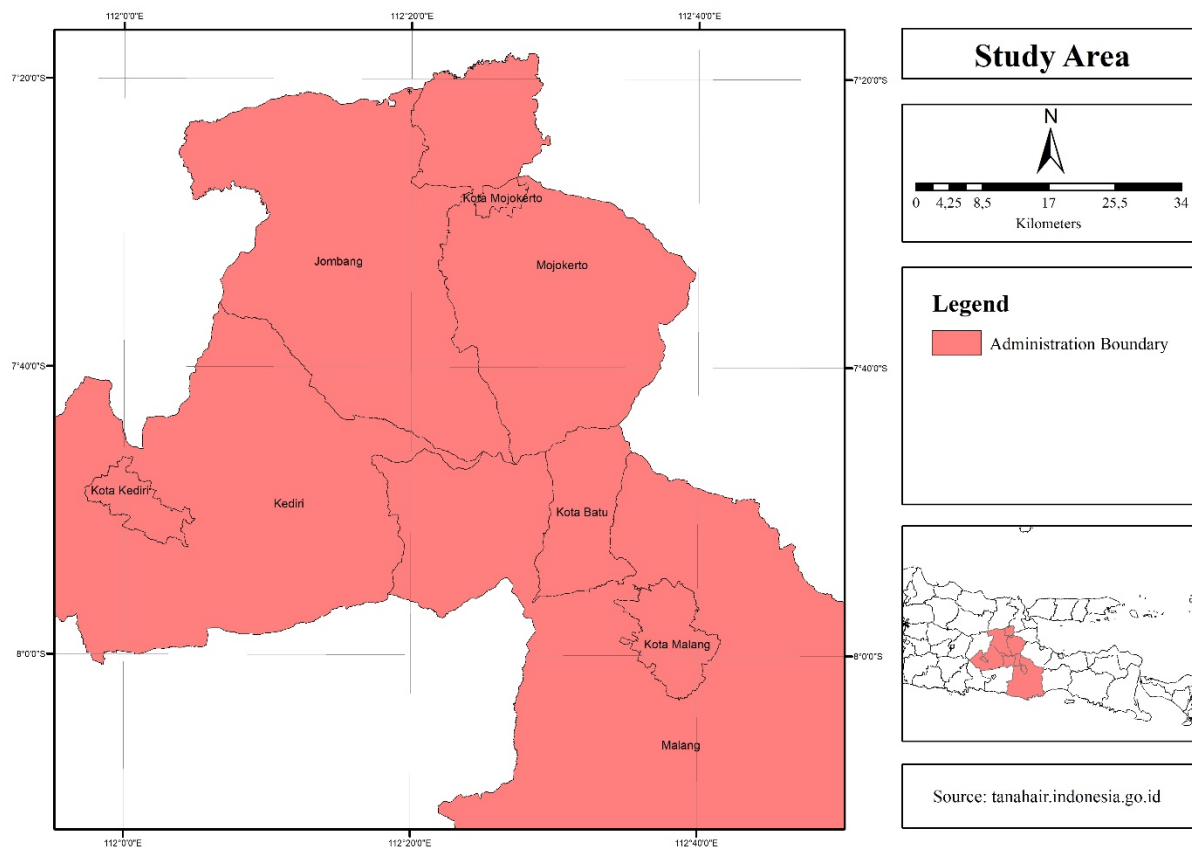 112°0'0"E 112°20'0"E 112°40'0"E
7°20'0"S 7°20'0"S
Kota Mojokerto
Jombang
Mojokerto
7°40'0"S 7°40'0"S
Kota Kediri
Kediri
Kota Batu
Kota Malang
8°0'0"S 8°0'0"S
Malang
112°0'0"E 112°20'0"E 112°40'0"E
Study Area
N
0 4,25 8,5 17 25,5 34
Kilometers
Legend
Administration Boundary
Source: tanahair.indonesia.go.id